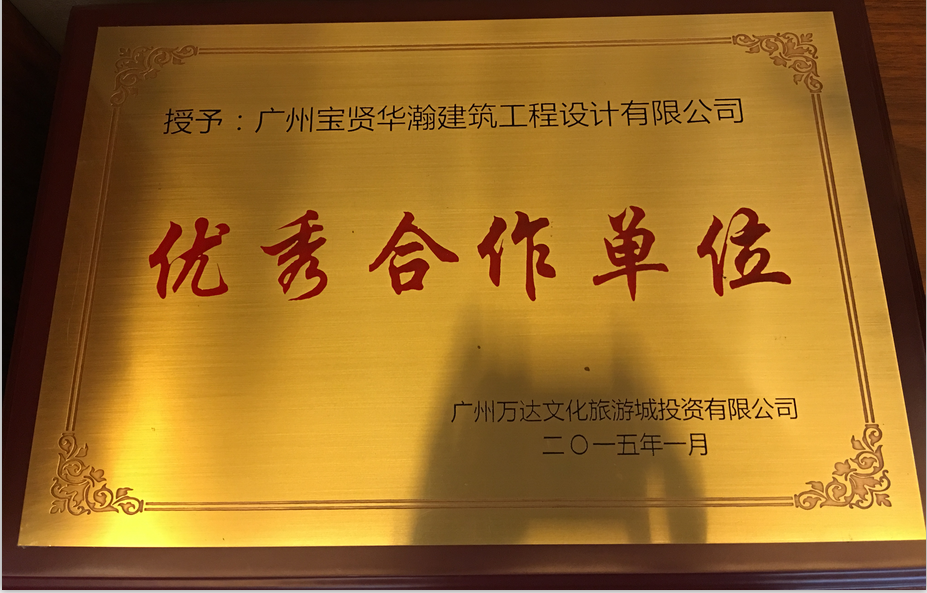 授予：广州宝贤华瀚建筑工程设计有限公司
优秀合作单位
广州万达文化旅游城投资有限公司
二〇一五年一月